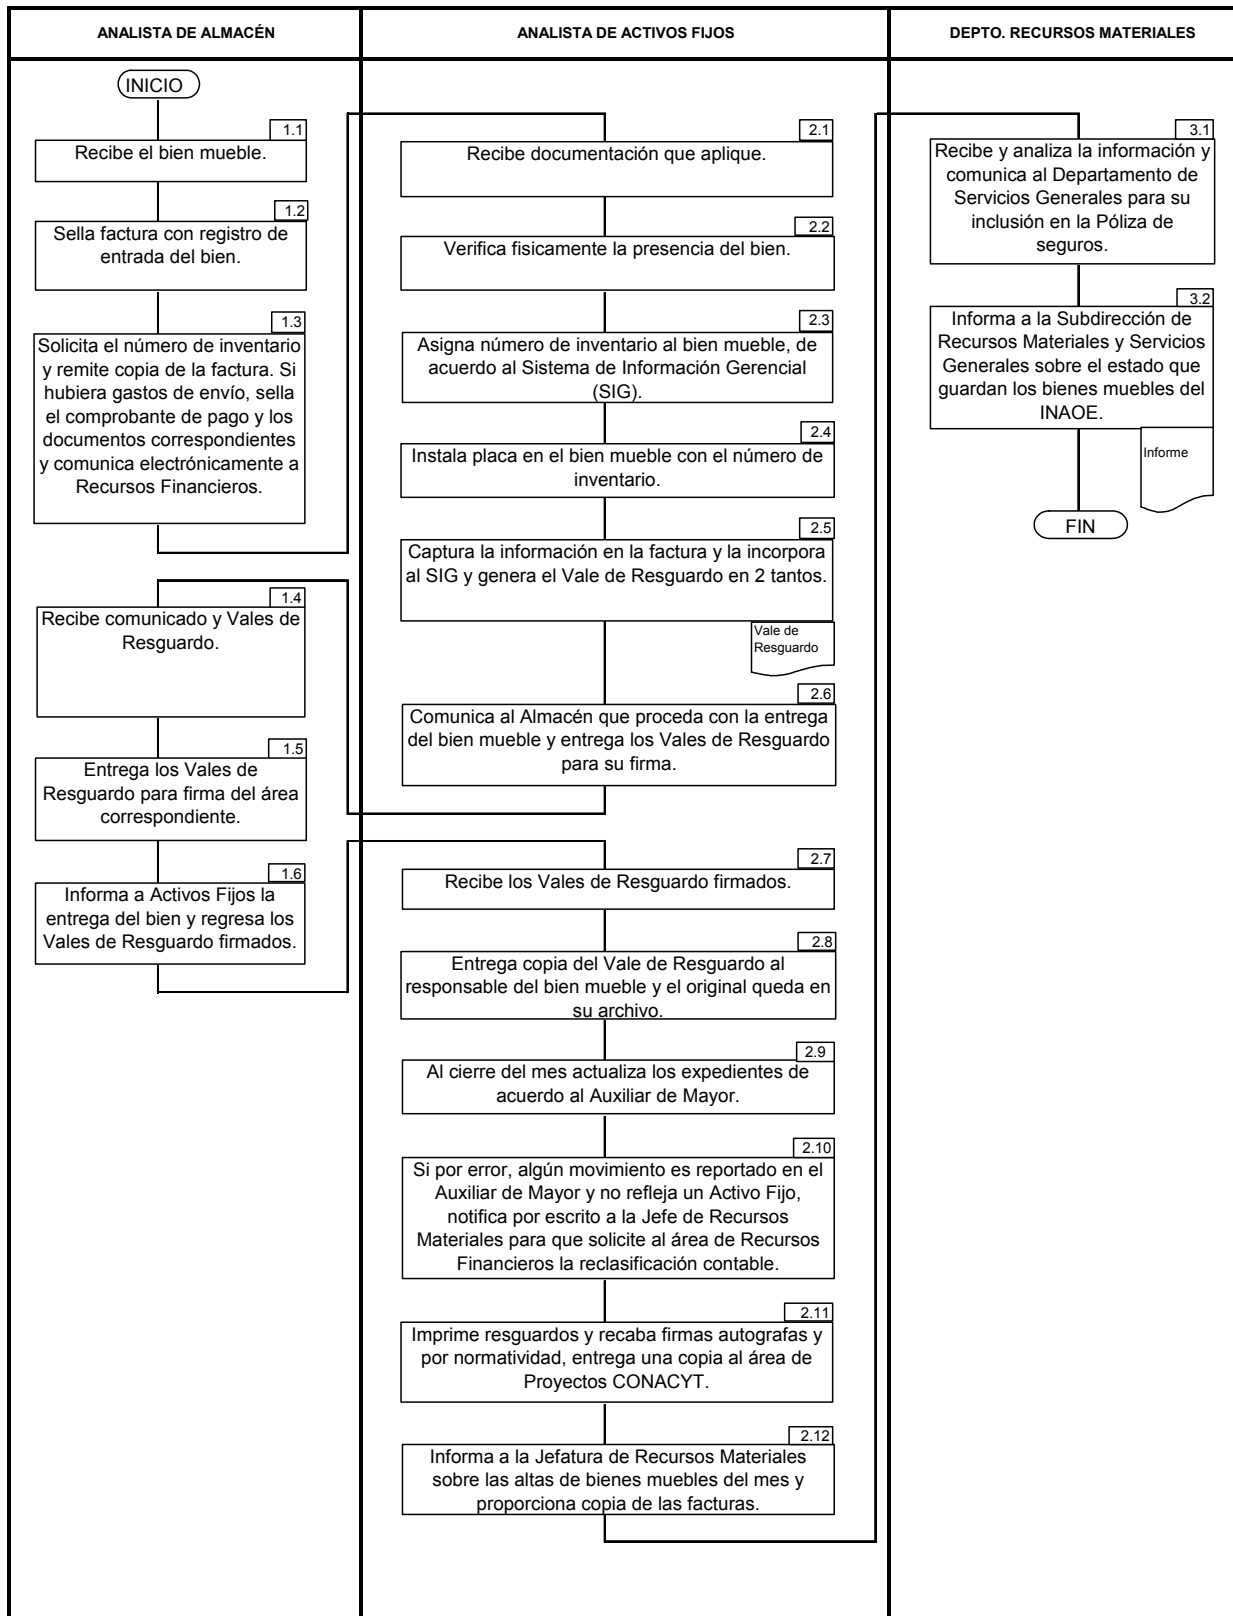 ANALISTA DE ALMACÉN
ANALISTA DE ACTIVOS FIJOS
DEPTO. RECURSOS MATERIALES
INICIO
1.1
Recibe el bien mueble.
1.2
Sella factura con registro de
entrada del bien.
1.3
Solicita el número de inventario
y remite copia de la factura. Si
hubiera gastos de envío, sella
el comprobante de pago y los
documentos correspondientes
y comunica electrónicamente a
Recursos Financieros.
2.1
Recibe documentación que aplique.
2.2
Verifica fisicamente la presencia del bien.
2.3
Asigna número de inventario al bien mueble, de
acuerdo al Sistema de Información Gerencial
(SIG).
2.4
Instala placa en el bien mueble con el número de
inventario.
2.5
Captura la información en la factura y la incorpora
al SIG y genera el Vale de Resguardo en 2 tantos.
Vale de
Resguardo
2.6
Comunica al Almacén que proceda con la entrega
del bien mueble y entrega los Vales de Resguardo
para su firma.
1.4
Recibe comunicado y Vales de
Resguardo.
1.5
Entrega los Vales de
Resguardo para firma del área
correspondiente.
1.6
Informa a Activos Fijos la
entrega del bien y regresa los
Vales de Resguardo firmados.
2.7
Recibe los Vales de Resguardo firmados.
2.8
Entrega copia del Vale de Resguardo al
responsable del bien mueble y el original queda en
su archivo.
2.9
Al cierre del mes actualiza los expedientes de
acuerdo al Auxiliar de Mayor.
2.10
Si por error, algún movimiento es reportado en el
Auxiliar de Mayor y no refleja un Activo Fijo,
notifica por escrito a la Jefe de Recursos
Materiales para que solicite al área de Recursos
Financieros la reclasificación contable.
2.11
Imprime resguardos y recaba firmas autografas y
por normatividad, entrega una copia al área de
Proyectos CONACYT.
2.12
Informa a la Jefatura de Recursos Materiales
sobre las altas de bienes muebles del mes y
proporciona copia de las facturas.
3.1
Recibe y analiza la información y
comunica al Departamento de
Servicios Generales para su
inclusión en la Póliza de
seguros.
3.2
Informa a la Subdirección de
Recursos Materiales y Servicios
Generales sobre el estado que
guardan los bienes muebles del
INAOE.
Informe
FIN